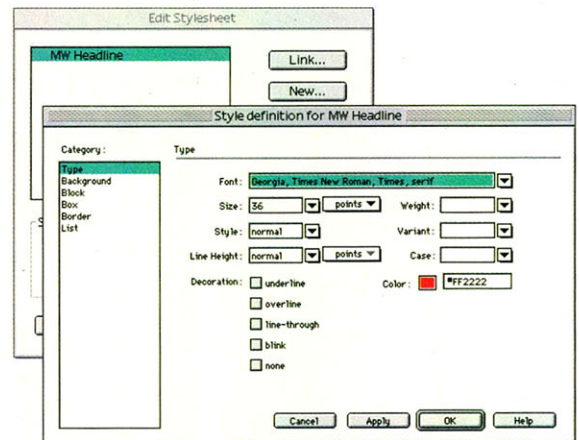 Edit Stylesheet
MW Headline
Link...
New...
Style definition for MW Headline
Category:
Type
Type
Background
Block
Box
Border
List
Font: Georgia, Times New Roman, Times, serif
Size: 36 points Weight:
Style: normal Variant:
Line Height: normal points Case:
Decoration: underline Color: #FF2222
overline
line-through
blink
none
Cancel Apply OK Help